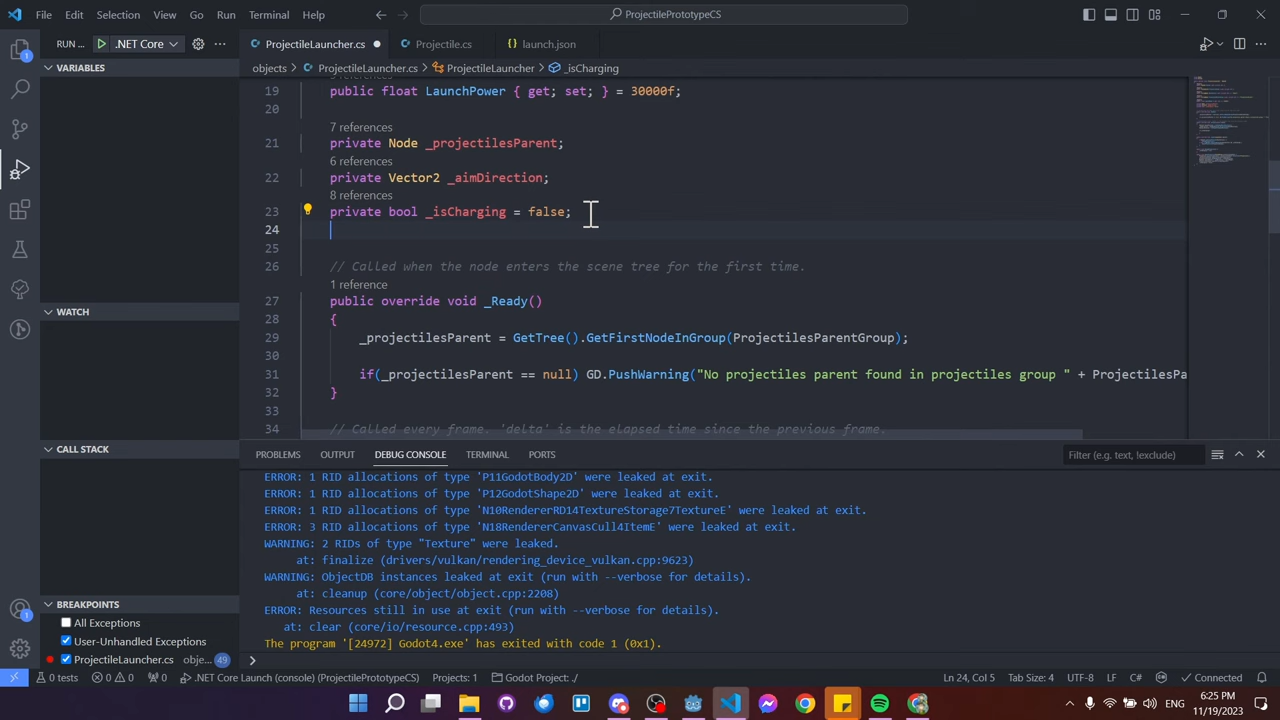 File Edit Selection View Go Run Terminal Help
ProjectilePrototypeCS
RUN ... .NET Core
ProjectileLauncher.cs Projectile.cs launch.json
VARIABLES
objects > ProjectileLauncher.cs > ProjectileLauncher > _isCharging
19 public float LaunchPower { get; set; } = 30000f;
20
7 references
21 private Node _projectilesParent;
6 references
22 private Vector2 _aimDirection;
8 references
23 private bool _isCharging = false;
24
25
26 // Called when the node enters the scene tree for the first time.
1 reference
27 public override void _Ready()
28 {
29 _projectilesParent = GetTree().GetFirstNodeInGroup(ProjectilesParentGroup);
30
31 if(_projectilesParent == null) GD.PushWarning("No projectiles parent found in projectiles group " + ProjectilesPa
32 }
33
34 // Called every frame. 'delta' is the elapsed time since the previous frame.
WATCH
CALL STACK
BREAKPOINTS
All Exceptions
User-Unhandled Exceptions
ProjectileLauncher.cs obje... 49
PROBLEMS OUTPUT DEBUG CONSOLE TERMINAL PORTS
Filter (e.g. text, !exclude)
ERROR: 1 RID allocations of type 'P11GodotBody2D' were leaked at exit.
ERROR: 1 RID allocations of type 'P12GodotShape2D' were leaked at exit.
ERROR: 1 RID allocations of type 'N10RendererRD14TextureStorage7TextureE' were leaked at exit.
ERROR: 3 RID allocations of type 'N18RendererCanvasCull4ItemE' were leaked at exit.
WARNING: 2 RIDs of type "Texture" were leaked.
at: finalize (drivers/vulkan/rendering_device_vulkan.cpp:9623)
WARNING: ObjectDB instances leaked at exit (run with --verbose for details).
at: cleanup (core/object/object.cpp:2208)
ERROR: Resources still in use at exit (run with --verbose for details).
at: clear (core/io/resource.cpp:493)
The program '[24972] Godot4.exe' has exited with code 1 (0x1).
0 tests 0 0 0 .NET Core Launch (console) (ProjectilePrototypeCS) Projects: 1 Godot Project: ./ Ln 24, Col 5 Tab Size: 4 UTF-8 LF C# Connected
6:25 PM
11/19/2023